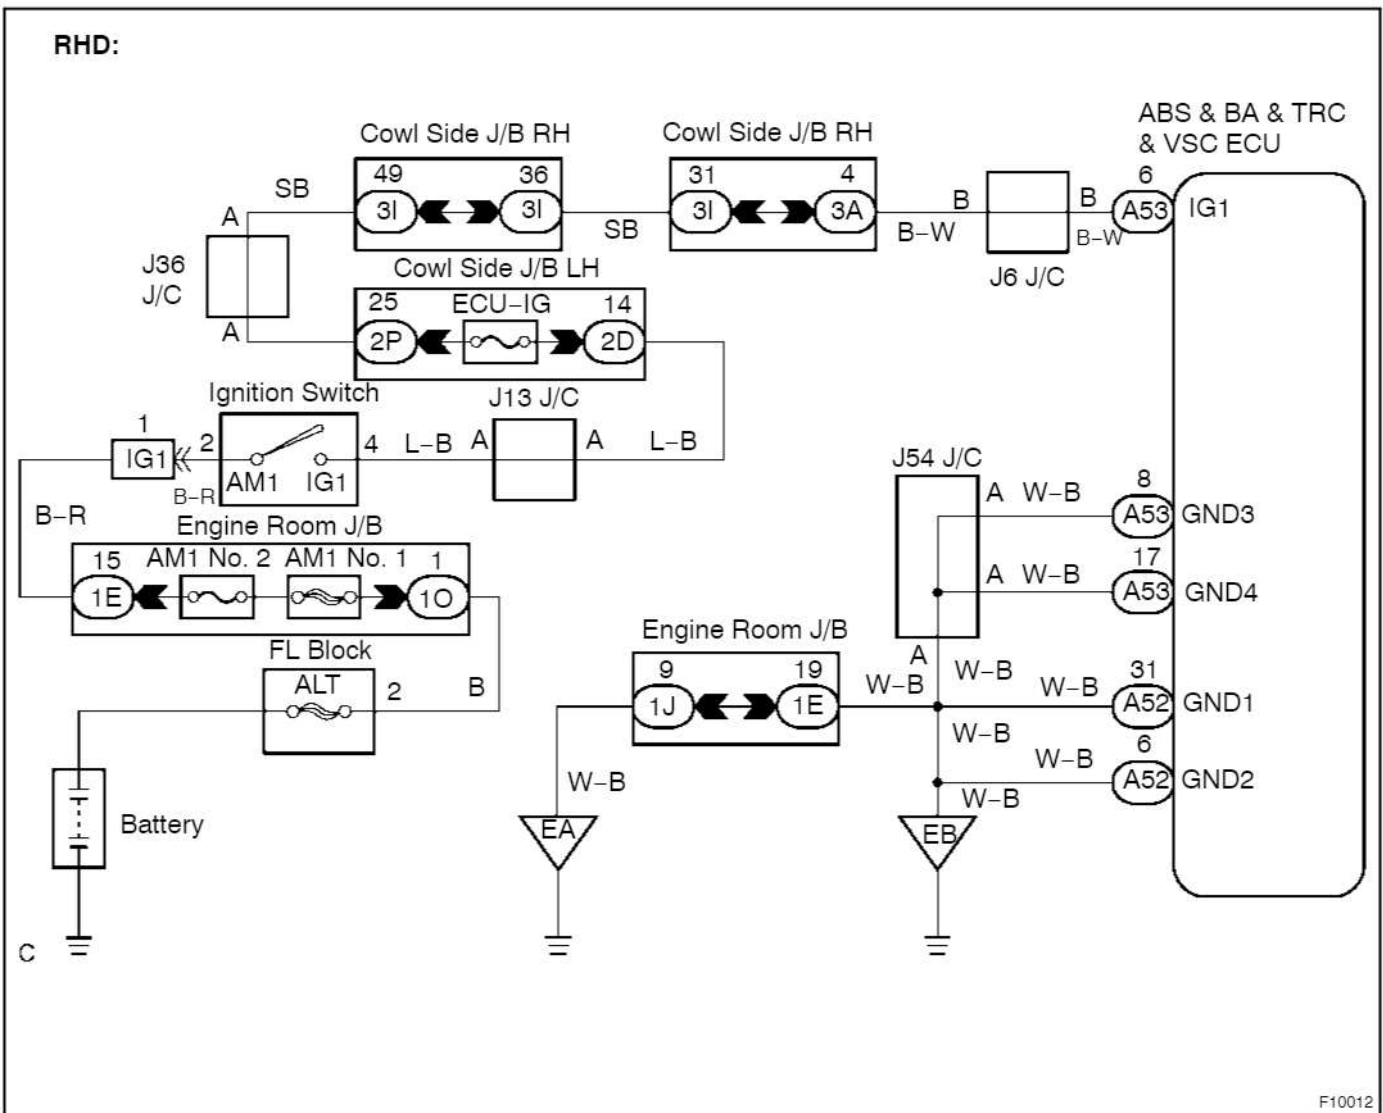 RHD:
ABS & BA & TRC
& VSC ECU
Cowl Side J/B RH
Cowl Side J/B RH
49
36
31
4
6
SB
3I
3I
3I
3A
B
B
A53
IG1
A
SB
B-W
B-W
J36
J/C
J6 J/C
Cowl Side J/B LH
25
ECU-IG
14
A
2P
2D
Ignition Switch
J13 J/C
1
2
4
L-B
A
A
L-B
IG1
AM1
IG1
B-R
J54 J/C
8
A
W-B
A53
GND3
B-R
Engine Room J/B
15
AM1 No. 2
AM1 No. 1
1
17
A
W-B
A53
GND4
1E
1O
Engine Room J/B
FL Block
A
9
19
W-B
W-B
31
ALT
2
B
W-B
1J
1E
A52
GND1
W-B
6
W-B
A52
GND2
W-B
W-B
Battery
EA
EB
C
F10012